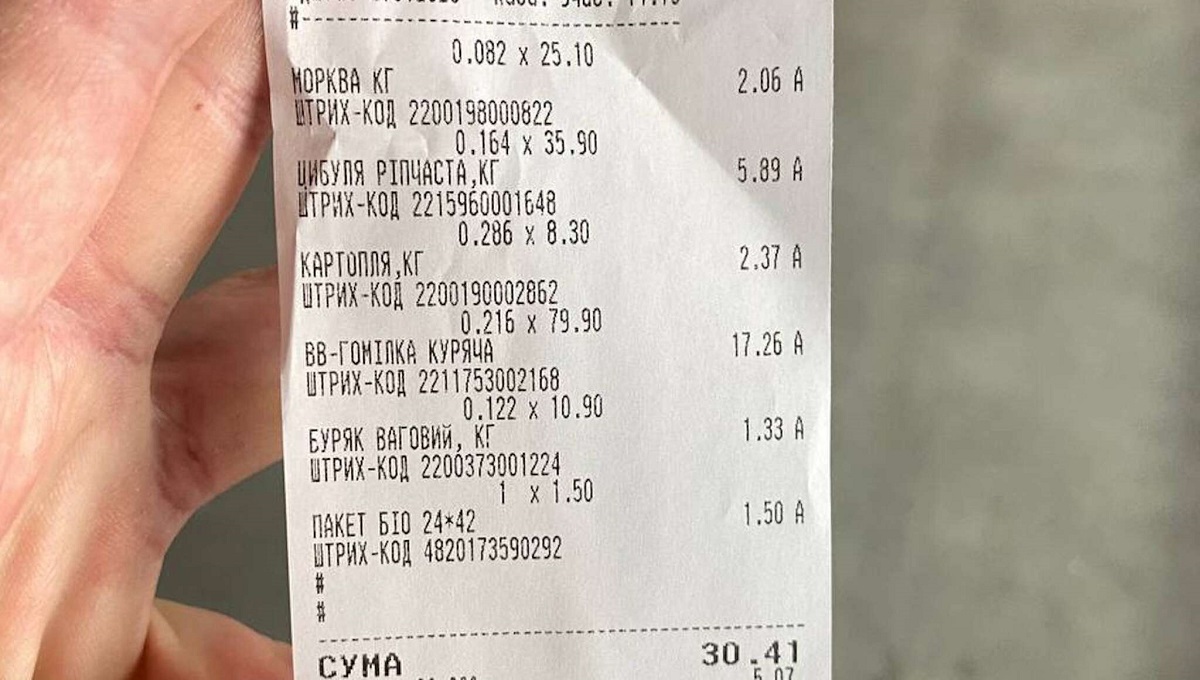 #--------------------------------
0.082 x 25.10
МОРКВА КГ 2.06 А
ШТРИХ-КОД 2200198000822
0.164 x 35.90
ЦИБУЛЯ РІПЧАСТА,КГ 5.89 А
ШТРИХ-КОД 2215960001648
0.286 x 8.30
КАРТОПЛЯ,КГ 2.37 А
ШТРИХ-КОД 2200190002862
0.216 x 79.90
ВВ-ГОМІЛКА КУРЯЧА 17.26 А
ШТРИХ-КОД 2211753002168
0.122 x 10.90
БУРЯК ВАГОВИЙ, КГ 1.33 А
ШТРИХ-КОД 2200373001224
1 x 1.50
ПАКЕТ БІО 24*42 1.50 А
ШТРИХ-КОД 4820173590292
#
#
--------------------------------
СУМА 30.41
5.07